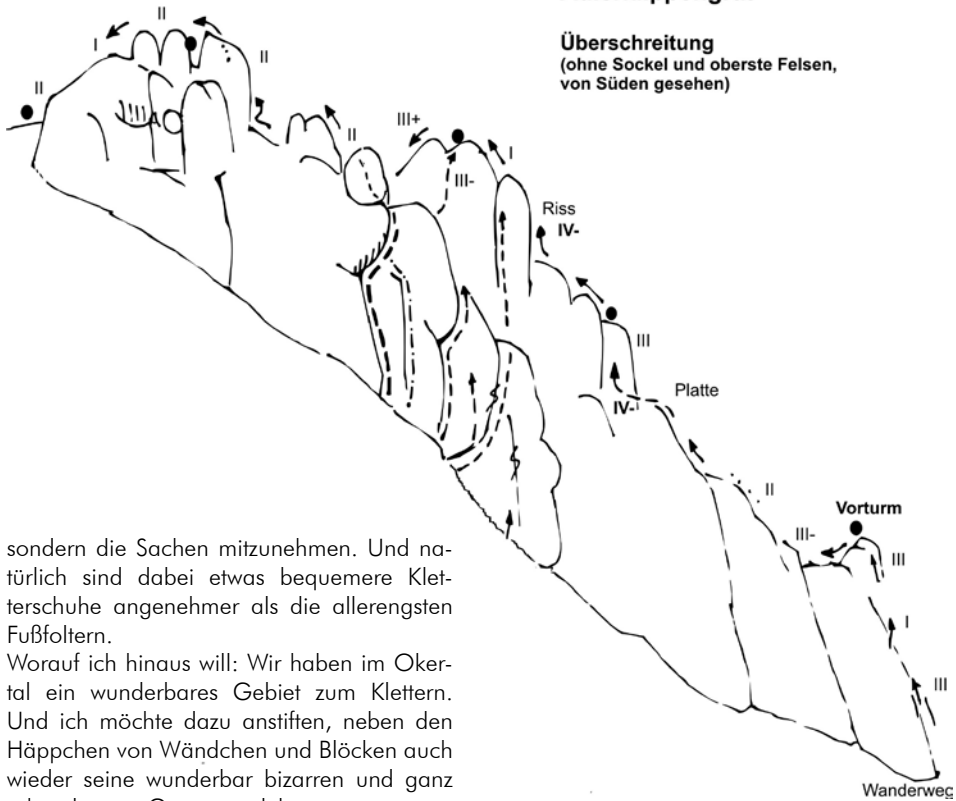 Überschreitung
(ohne Sockel und oberste Felsen,
von Süden gesehen)
II
I
II
II
II
III+
I
III-
Riss
IV-
III
Platte
IV-
II
Vorturm
III-
III
I
III
Wanderweg
sondern die Sachen mitzunehmen. Und na-
türlich sind dabei etwas bequemere Klet-
terschuhe angenehmer als die allerengsten
Fußfoltern.
Worauf ich hinaus will: Wir haben im Oker-
tal ein wunderbares Gebiet zum Klettern.
Und ich möchte dazu anstiften, neben den
Häppchen von Wändchen und Blöcken auch
wieder seine wunderbar bizarren und ganz